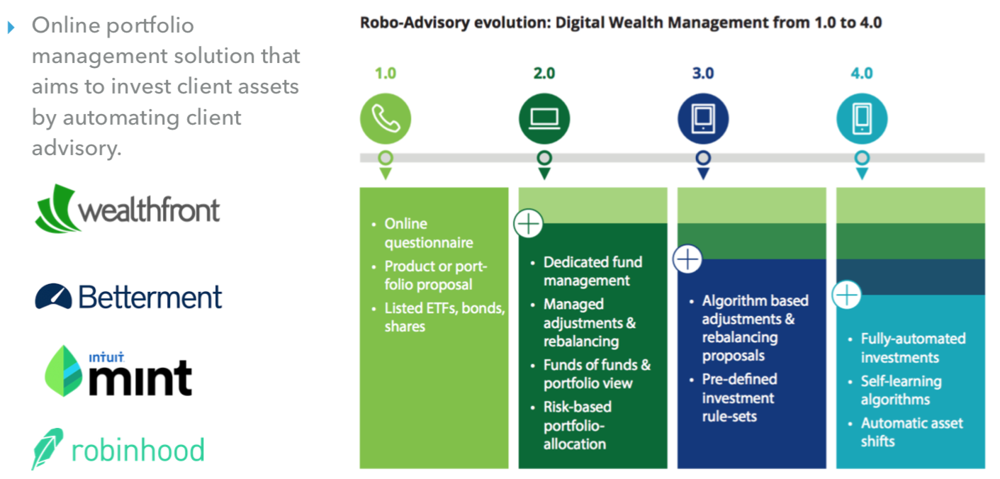 Online portfolio
management solution that
aims to invest client assets
by automating client
advisory.
wealthfront
Betterment
intuit
mint
robinhood
Robo-Advisory evolution: Digital Wealth Management from 1.0 to 4.0
1.0
2.0
3.0
4.0
• Online
questionnaire
• Product or port-
folio proposal
• Listed ETFs, bonds,
shares
• Dedicated fund
management
• Managed
adjustments &
rebalancing
• Funds of funds &
portfolio view
• Risk-based
portfolio-
allocation
• Algorithm based
adjustments &
rebalancing
proposals
• Pre-defined
investment
rule-sets
• Fully-automated
investments
• Self-learning
algorithms
• Automatic asset
shifts